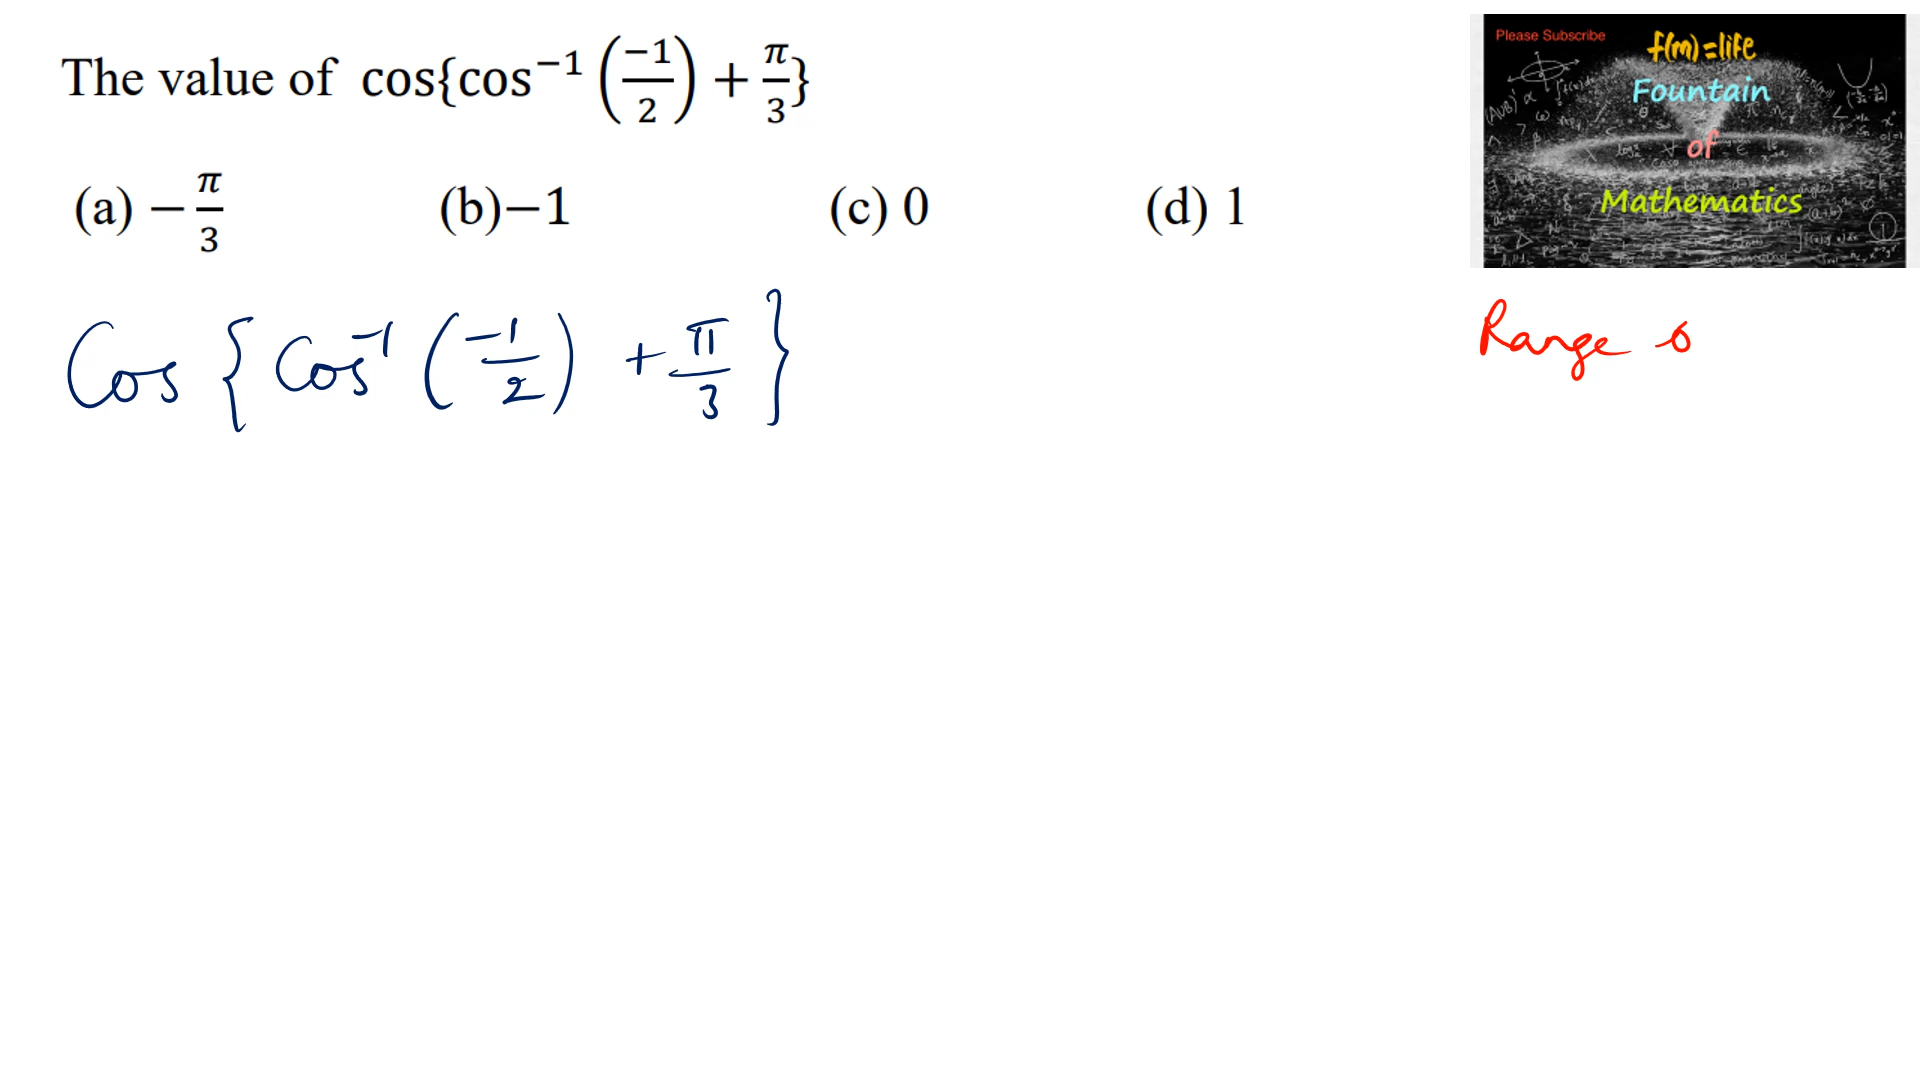 The value of cos{cos⁻¹(-1/2) + π/3}
(a) −π/3 (b)−1 (c) 0 (d) 1
Cos {Cos⁻¹ (-1/2) + π/3}
Please Subscribe
f(m)=life
Fountain
of
Mathematics
Range o